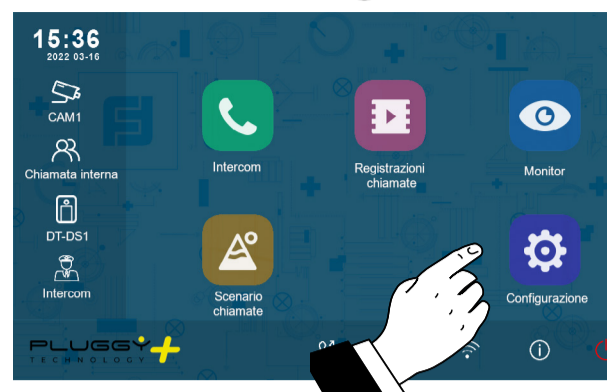 15:36
2022 03-16
CAM1
Chiamata interna
DT-DS1
Intercom
Intercom
Registrazioni
chiamate
Monitor
Scenario
chiamate
Configurazione
PLUGGY+
TECHNOLOGY